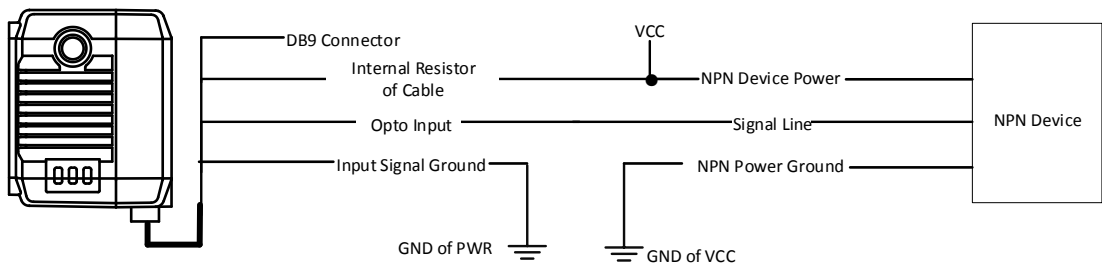 VCC
DB9 Connector
Internal Resistor
of Cable
NPN Device Power
Opto Input
Signal Line
NPN Device
Input Signal Ground
NPN Power Ground
GND of PWR
GND of VCC